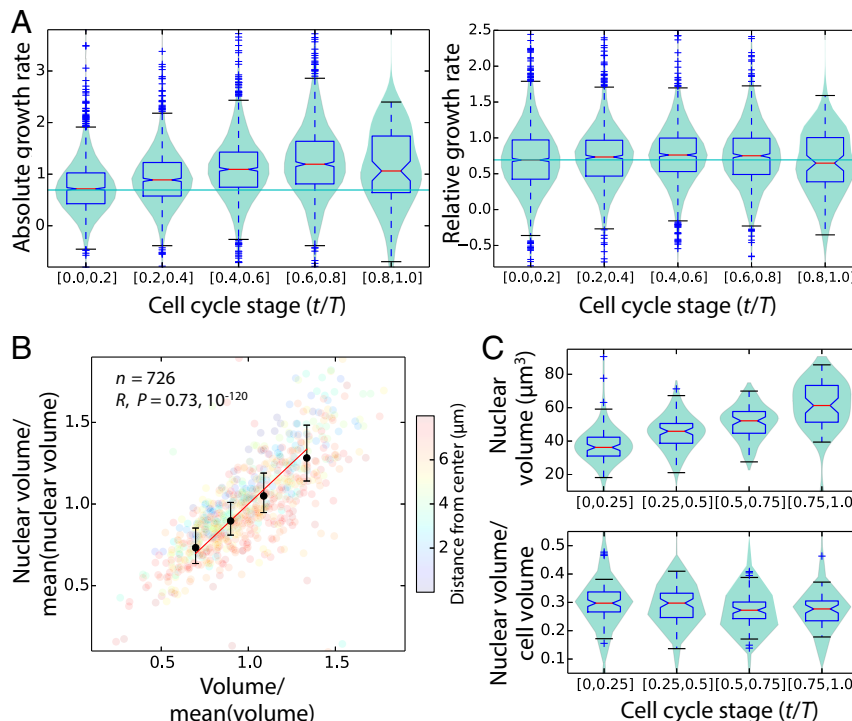 A
Absolute growth rate
3
2
1
0
[0.0,0.2] [0.2,0.4] [0.4,0.6] [0.6,0.8] [0.8,1.0]
Cell cycle stage (t/T)
Relative growth rate
2.5
2.0
1.5
1.0
0.5
0.0
−0.5
[0.0,0.2] [0.2,0.4] [0.4,0.6] [0.6,0.8] [0.8,1.0]
Cell cycle stage (t/T)
B
n = 726
R, P = 0.73, 10⁻¹²⁰
Nuclear volume/
mean(nuclear volume)
1.5
1.0
0.5
0.5 1.0 1.5
Volume/
mean(volume)
6
4
2
Distance from center (μm)
C
Nuclear
volume (μm³)
80
60
40
20
[0,0.25] [0.25,0.5] [0.5,0.75] [0.75,1.0]
Nuclear volume/
cell volume
0.5
0.4
0.3
0.2
0.1
[0,0.25] [0.25,0.5] [0.5,0.75] [0.75,1.0]
Cell cycle stage (t/T)